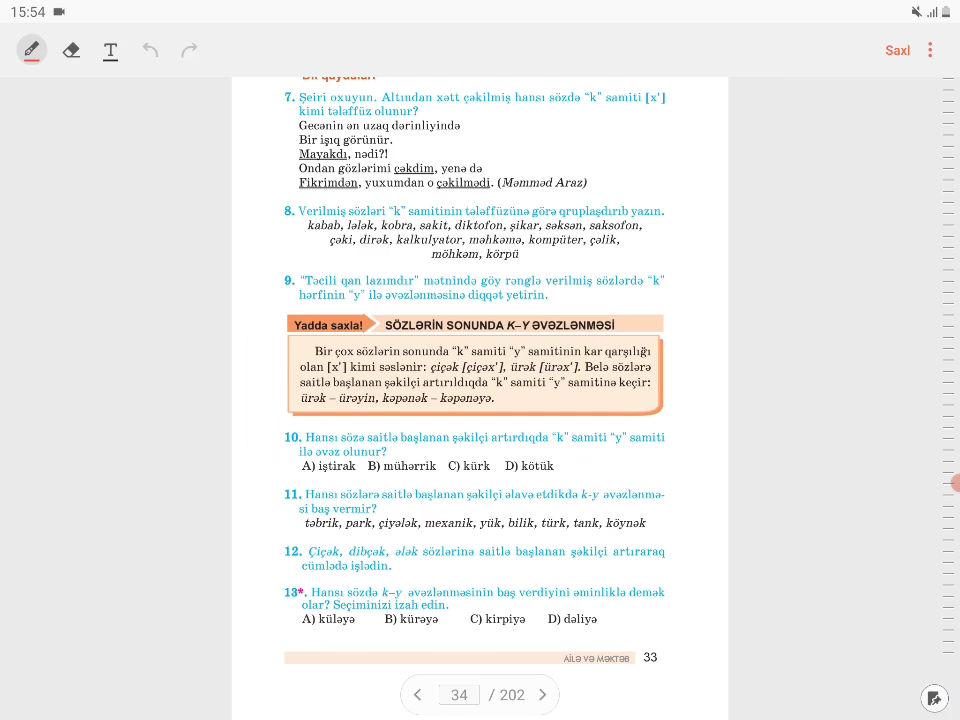 15:54
T
Saxl
7. Şeiri oxuyun. Altından xətt çəkilmiş hansı sözdə “k” samiti [x'] kimi tələffüz olunur?
Gecənin ən uzaq dərinliyində
Bir işıq görünür.
Mayakdı, nədi?!
Ondan gözlərimi çəkdim, yenə də
Fikrimdən, yuxumdan o çəkilmədi. (Məmməd Araz)
8. Verilmiş sözləri “k” samitinin tələffüzünə görə qruplaşdırıb yazın.
kabab, lələk, kobra, sakit, diktofon, şikar, səksən, saksofon,
çəki, dirək, kalkulyator, məhkəmə, kompüter, çəlik,
möhkəm, körpü
9. “Təcili qan lazımdır” mətnində göy rənglə verilmiş sözlərdə “k”
hərfinin “y” ilə əvəzlənməsinə diqqət yetirin.
Yadda saxla! SÖZLƏRİN SONUNDA K–Y ƏVƏZLƏNMƏSİ
Bir çox sözlərin sonunda “k” samiti “y” samitinin kar qarşılığı
olan [x'] kimi səslənir: çiçək [çiçəx'], ürək [ürəx']. Belə sözlərə
saitlə başlanan şəkilçi artırıldıqda “k” samiti “y” samitinə keçir:
ürək – ürəyin, kəpənək – kəpənəyə.
10. Hansı sözə saitlə başlanan şəkilçi artırdıqda “k” samiti “y” samiti
ilə əvəz olunur?
A) iştirak B) mühərrik C) kürk D) kötük
11. Hansı sözlərə saitlə başlanan şəkilçi əlavə etdikdə k-y əvəzlənmə-
si baş vermir?
təbrik, park, çiyələk, mexanik, yük, bilik, türk, tank, köynək
12. Çiçək, dibçək, ələk sözlərinə saitlə başlanan şəkilçi artıraraq
cümlədə işlədin.
13*. Hansı sözdə k–y əvəzlənməsinin baş verdiyini əminliklə demək
olar? Seçiminizi izah edin.
A) küləyə B) kürəyə C) kirpiyə D) dəliyə
AİLƏ VƏ MƏKTƏB 33
34 / 202